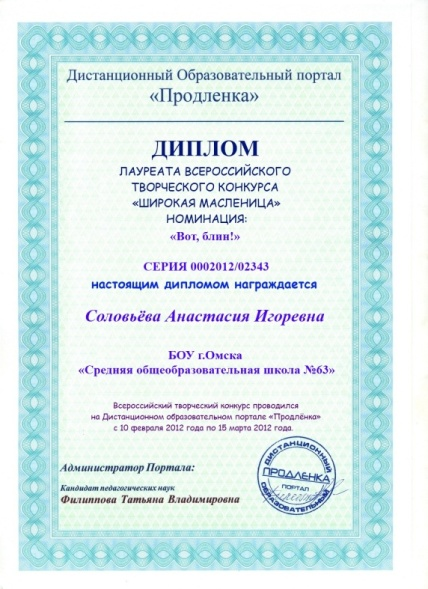 Дистанционный Образовательный портал
«Продленка»
ДИПЛОМ
ЛАУРЕАТА ВСЕРОССИЙСКОГО
ТВОРЧЕСКОГО КОНКУРСА
«ШИРОКАЯ МАСЛЕНИЦА»
НОМИНАЦИЯ:
«Вот, блин!»
СЕРИЯ 0002012/02343
настоящим дипломом награждается
Соловьёва Анастасия Игоревна
БОУ г.Омска
«Средняя общеобразовательная школа №63»
Всероссийский творческий конкурс проводился
на Дистанционном образовательном портале «Продлёнка»
с 10 февраля 2012 года по 15 марта 2012 года.
Администратор Портала:
Кандидат педагогических наук
Филиппова Татьяна Владимировна
ДИСТАНЦИОННЫЙ
ПРОДЛЕНКА
ПОРТАЛ
ОБРАЗОВАТЕЛЬНЫЙ